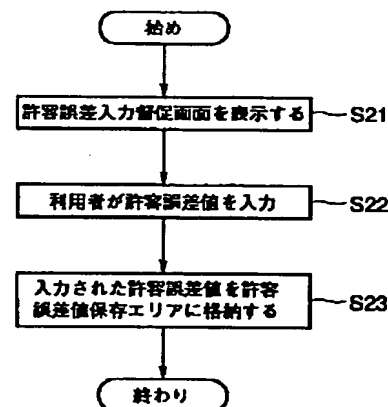 始め
許容誤差入力督促画面を表示する
S21
利用者が許容誤差値を入力
S22
入力された許容誤差値を許容
誤差値保存エリアに格納する
S23
終わり